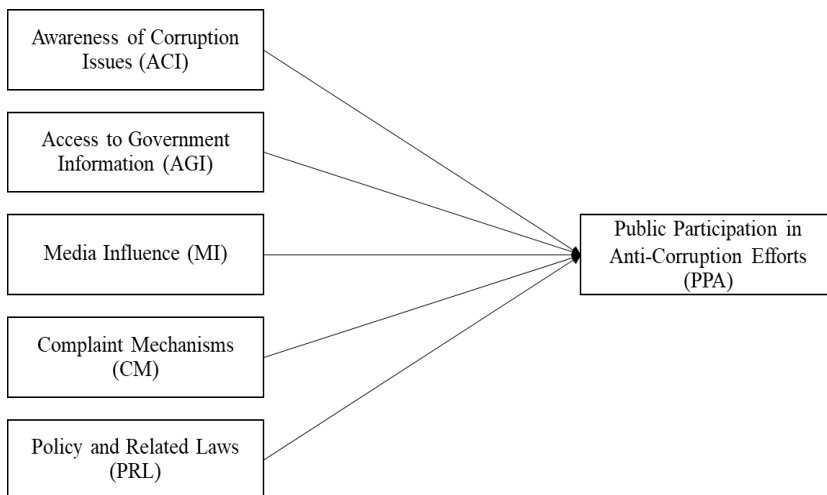 Awareness of Corruption
Issues (ACI)
Access to Government
Information (AGI)
Media Influence (MI)
Complaint Mechanisms
(CM)
Policy and Related Laws
(PRL)
Public Participation in
Anti-Corruption Efforts
(PPA)